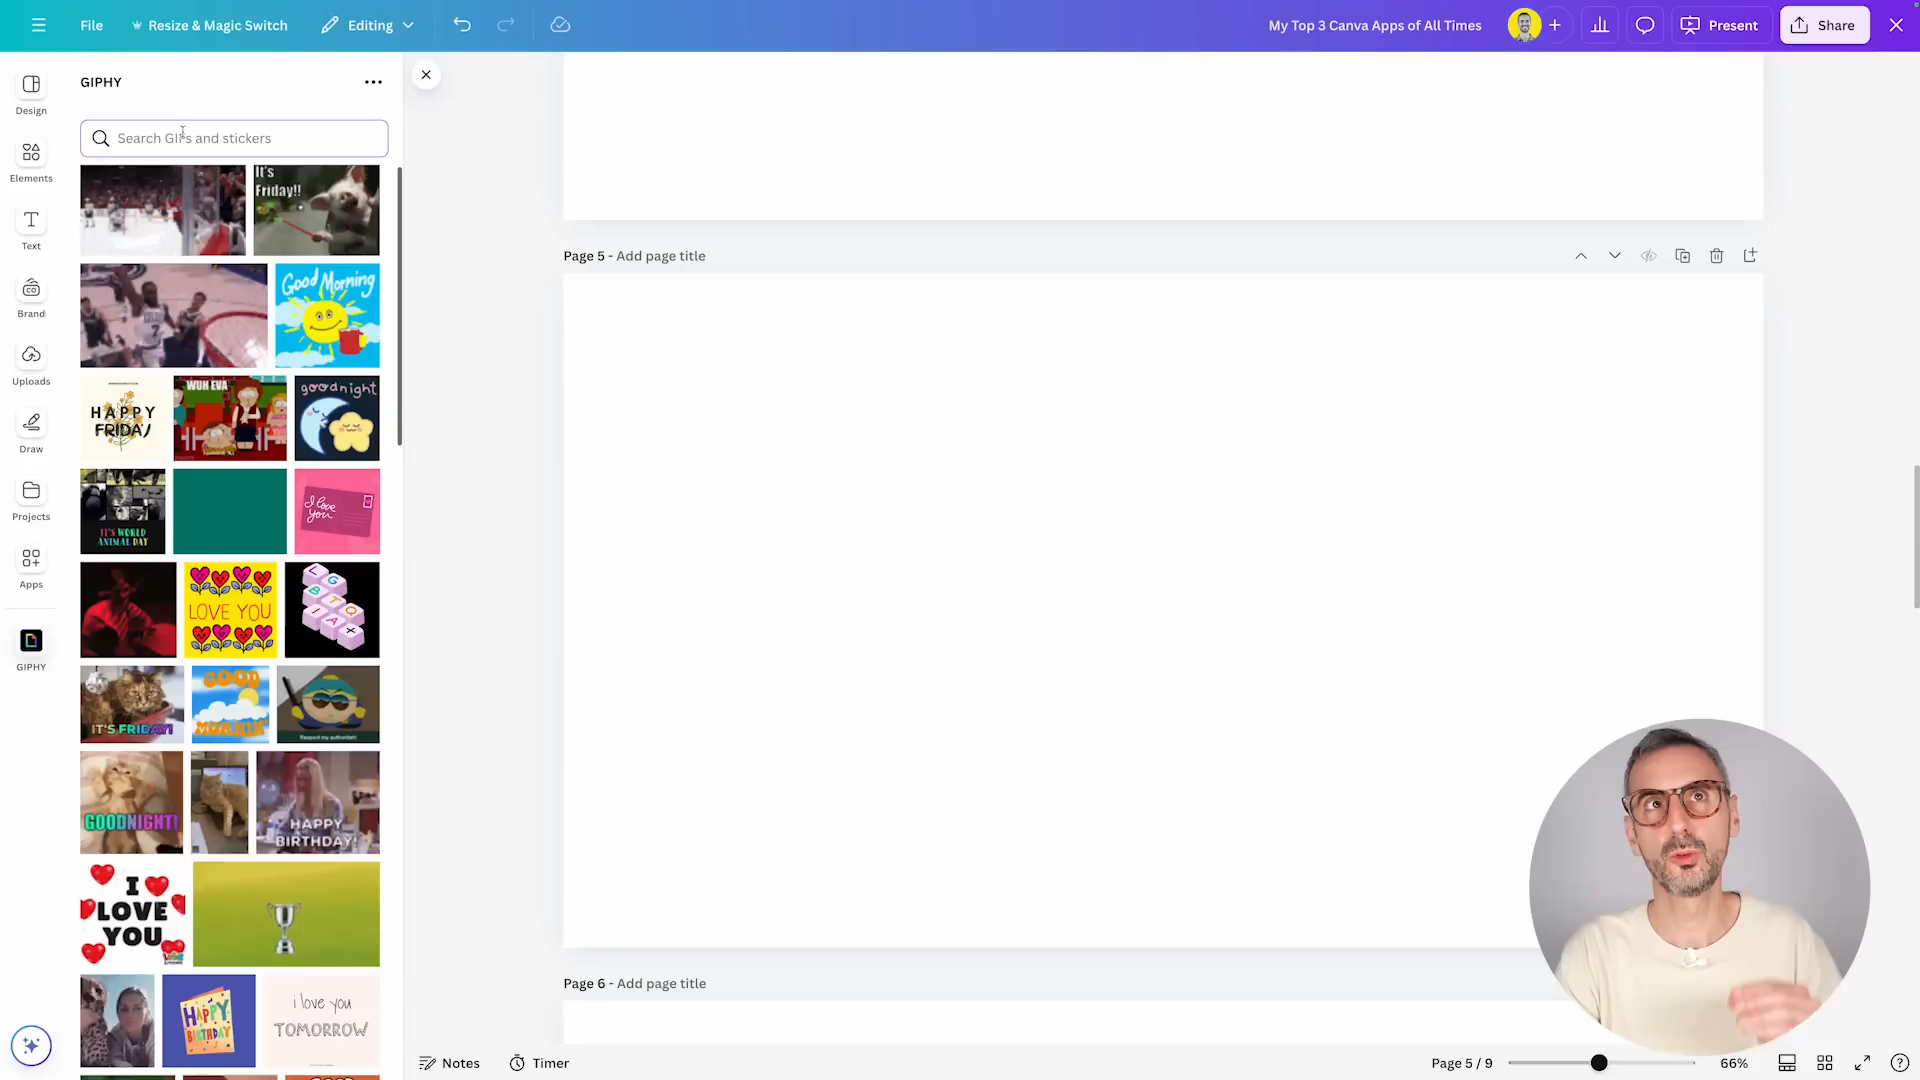 File
Resize & Magic Switch
Editing
My Top 3 Canva Apps of All Times
Present
Share
Design
Elements
Text
Brand
Uploads
Draw
Projects
Apps
GIPHY
GIPHY
Search GIFs and stickers
It's
Friday!!
Good Morning
HAPPY
FRIDAY
WUH EVA
goodnight
IT'S WORLD
ANIMAL DAY
I love
you
LOVE YOU
L G
B T Q
I A X
IT'S FRIDAY!
GOOD
MORNIN'
Respect my authoritah!
GOODNIGHT!
HAPPY
BIRTHDAY!
I
LOVE
YOU
HAPPY
BIRTHDAY
i love you
TOMORROW
Page 5 - Add page title
Page 6 - Add page title
Notes
Timer
Page 5 / 9
66%